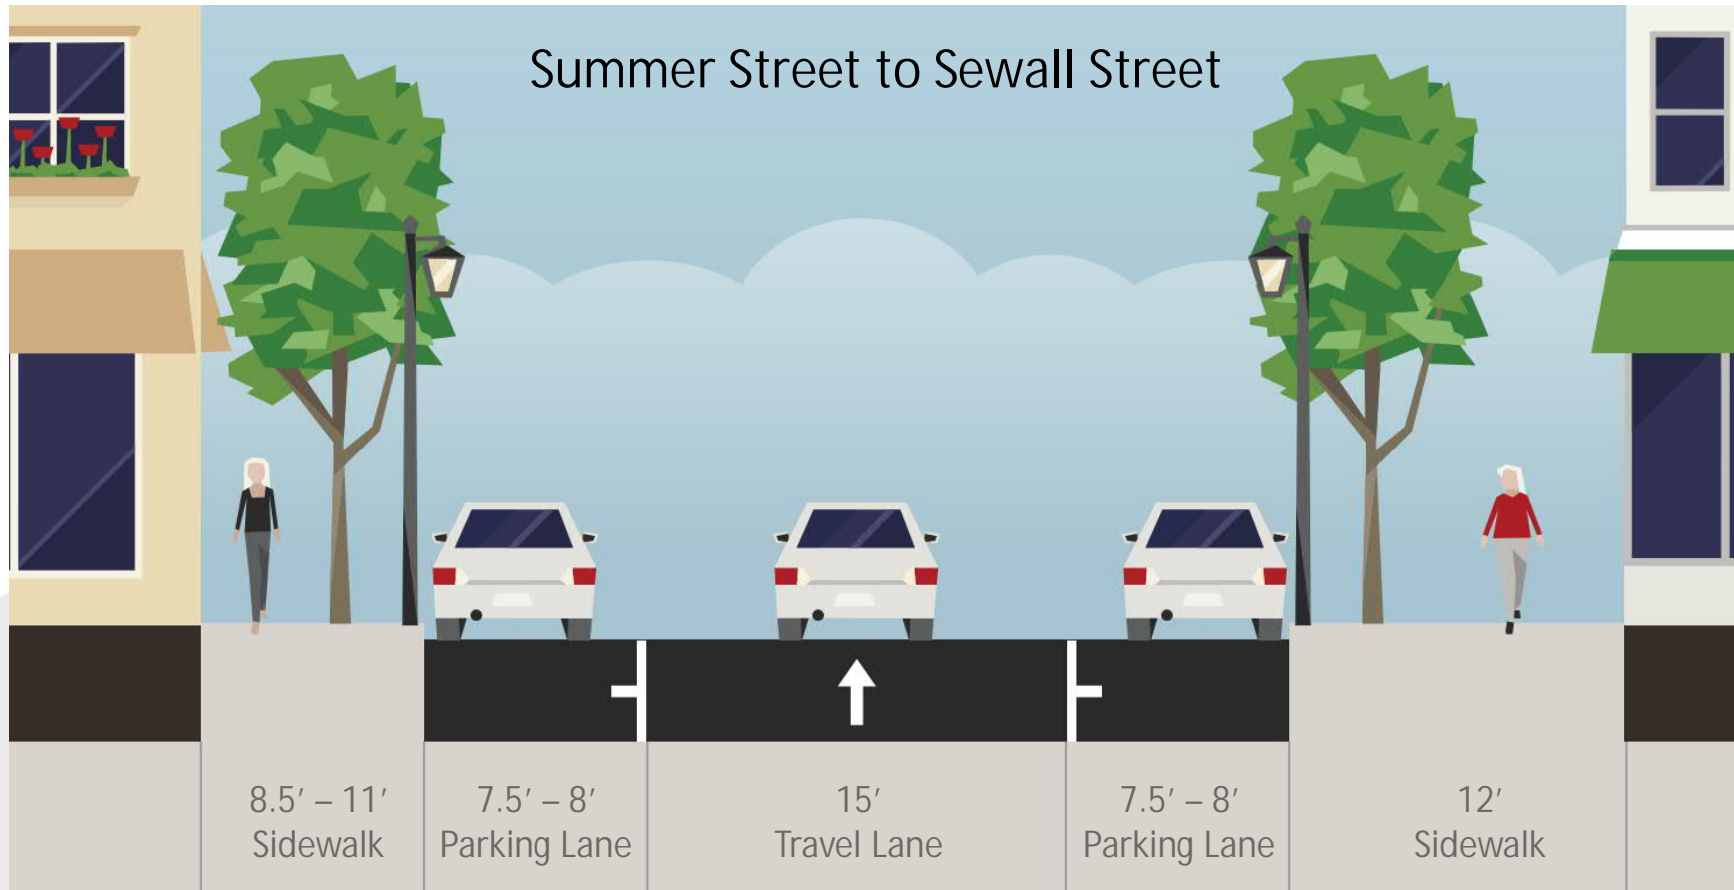 Summer Street to Sewall Street
8.5’ – 11’
Sidewalk
7.5’ – 8’
Parking Lane
15’
Travel Lane
7.5’ – 8’
Parking Lane
12’
Sidewalk